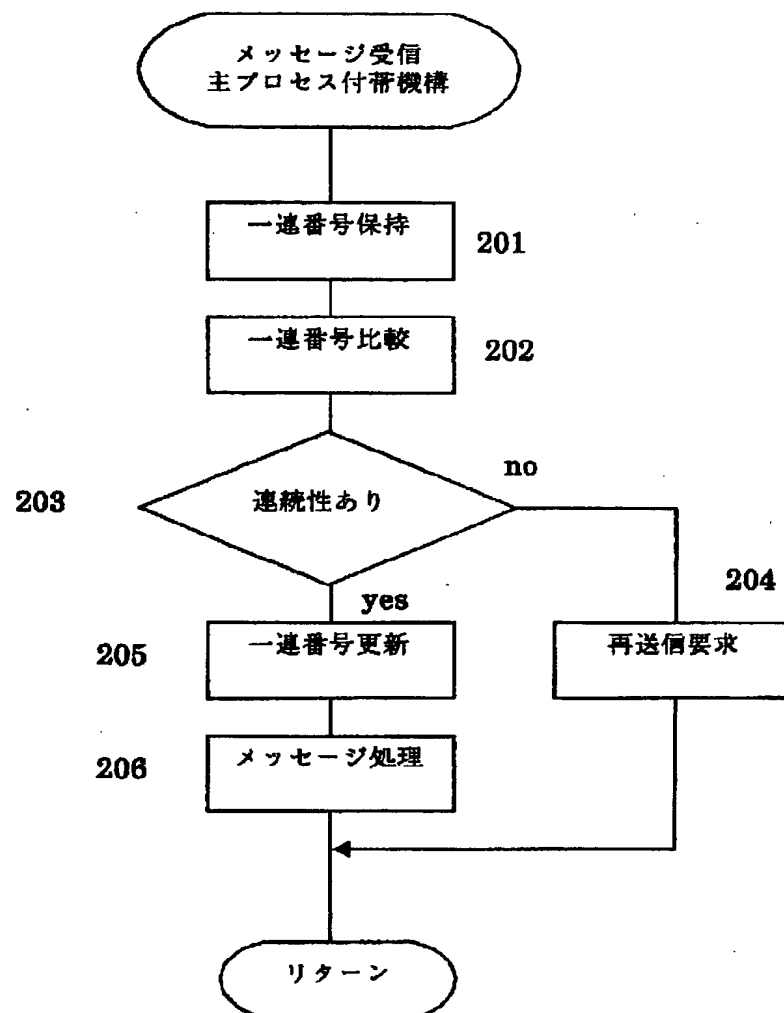 メッセージ受信
主プロセス付帯機構
一連番号保持
201
一連番号比較
202
203
連続性あり
no
yes
204
205
一連番号更新
再送信要求
206
メッセージ処理
リターン